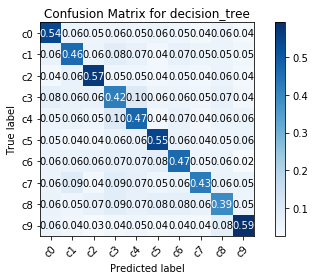 Confusion Matrix for decision_tree
c0 0.54 0.06 0.05 0.06 0.05 0.06 0.05 0.04 0.06 0.04
c1 0.06 0.46 0.06 0.08 0.07 0.04 0.07 0.05 0.05 0.05
c2 0.04 0.06 0.57 0.05 0.05 0.04 0.04 0.06 0.05 0.04
c3 0.08 0.06 0.06 0.42 0.10 0.06 0.06 0.05 0.07 0.04
c4 0.06 0.04 0.05 0.10 0.47 0.04 0.07 0.04 0.06 0.06
c5 0.05 0.04 0.04 0.06 0.05 0.55 0.06 0.04 0.05 0.06
c6 0.06 0.06 0.06 0.07 0.08 0.47 0.06 0.05 0.02
c7 0.06 0.09 0.04 0.09 0.07 0.05 0.06 0.43 0.06 0.05
c8 0.06 0.05 0.07 0.09 0.07 0.08 0.08 0.06 0.39 0.05
c9 0.06 0.04 0.03 0.04 0.05 0.04 0.05 0.04 0.06 0.59
c0 c1 c2 c3 c4 c5 c6 c7 c8 c9
True label
Predicted label
0.5
0.4
0.3
0.2
0.1